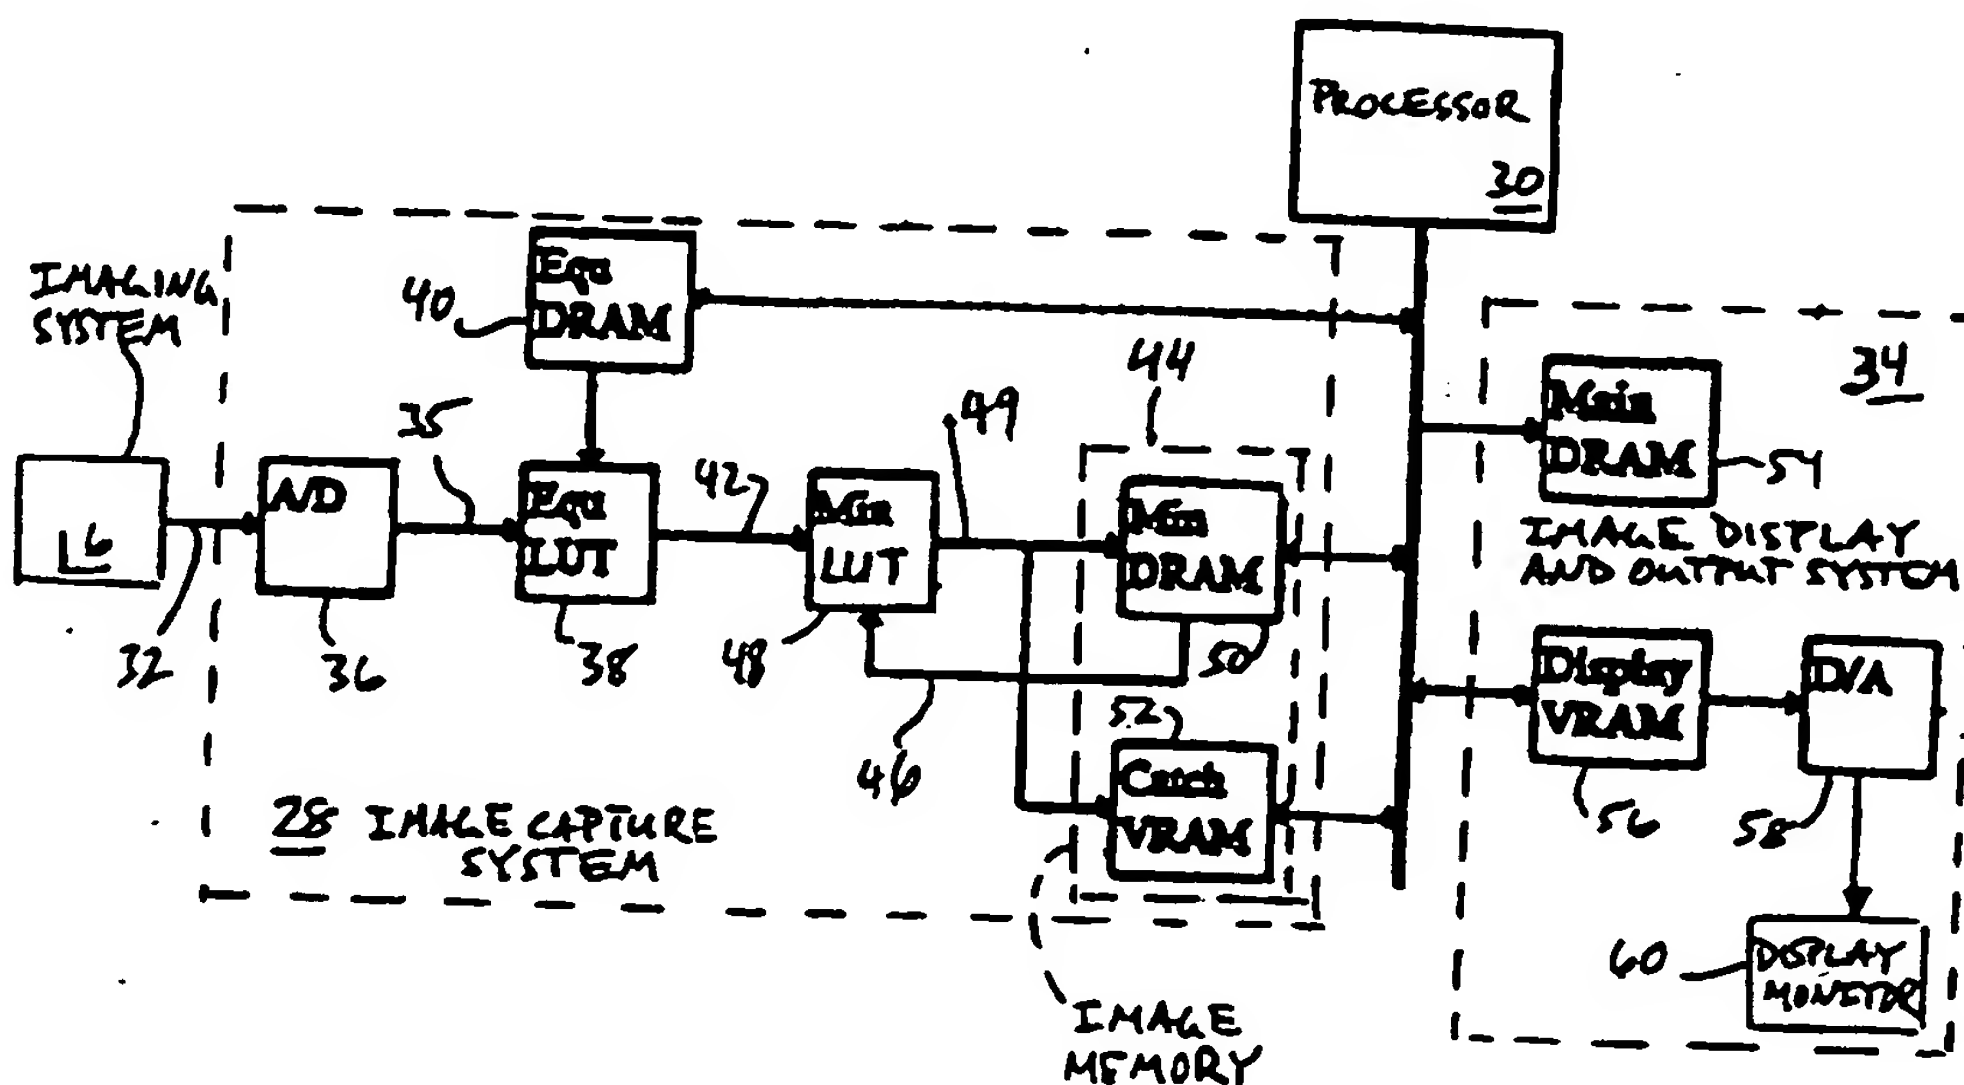 PROCESSOR
30
IMAGING
SYSTEM
16
32
A/D
36
35
Equ
DRAM
40
Equ
LUT
38
42
Min
LUT
48
49
44
Min
DRAM
50
46
52
Catch
VRAM
28 IMAGE CAPTURE
SYSTEM
IMAGE
MEMORY
34
Main
DRAM
54
IMAGE DISPLAY
AND OUTPUT SYSTEM
Display
VRAM
56
D/A
58
60
DISPLAY
MONITOR